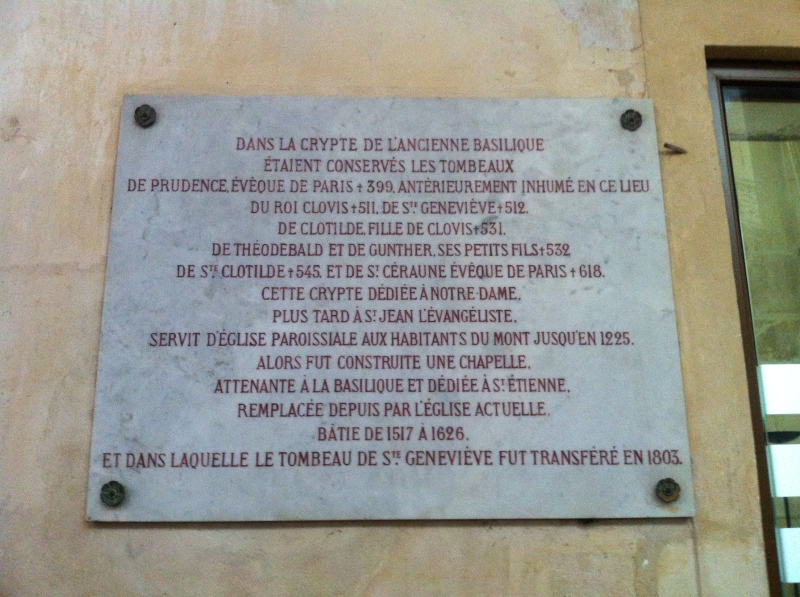 DANS LA CRYPTE DE L'ANCIENNE BASILIQUE
ÉTAIENT CONSERVÉS LES TOMBEAUX
DE PRUDENCE, ÉVÊQUE DE PARIS † 399, ANTÉRIEUREMENT INHUMÉ EN CE LIEU
DU ROI CLOVIS † 511, DE STE GENEVIÈVE † 512.
DE CLOTILDE, FILLE DE CLOVIS † 531.
DE THÉODEBALD ET DE GUNTHER, SES PETITS FILS † 532
DE STE CLOTILDE † 545. ET DE ST CÉRAUNE ÉVÊQUE DE PARIS † 618.
CETTE CRYPTE DÉDIÉE À NOTRE-DAME,
PLUS TARD À ST JEAN L'ÉVANGÉLISTE,
SERVIT D'ÉGLISE PAROISSIALE AUX HABITANTS DU MONT JUSQU'EN 1225.
ALORS FUT CONSTRUITE UNE CHAPELLE,
ATTENANTE À LA BASILIQUE ET DÉDIÉE À ST ÉTIENNE,
REMPLACÉE DEPUIS PAR L'ÉGLISE ACTUELLE,
BÂTIE DE 1517 À 1626.
ET DANS LAQUELLE LE TOMBEAU DE STE GENEVIÈVE FUT TRANSFÉRÉ EN 1803.